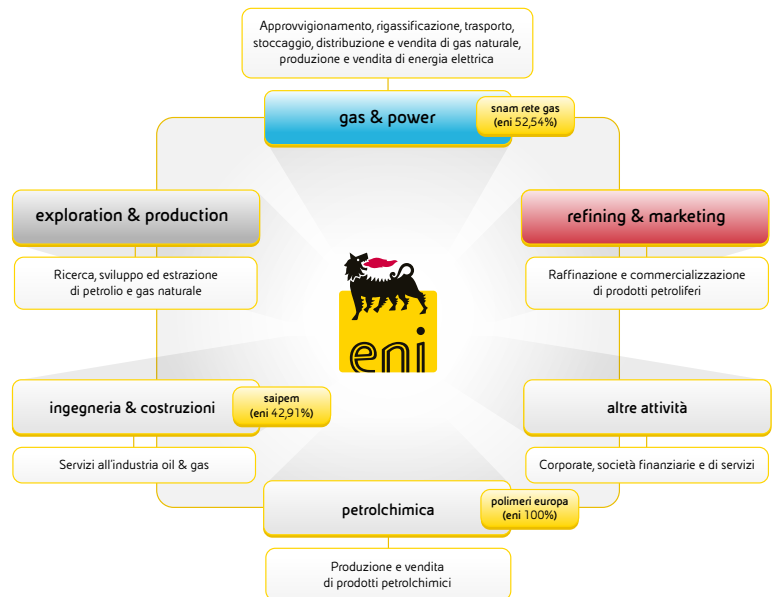 Approvvigionamento, rigassificazione, trasporto,
stoccaggio, distribuzione e vendita di gas naturale,
produzione e vendita di energia elettrica
gas & power
snam rete gas
(eni 52,54%)
exploration & production
Ricerca, sviluppo ed estrazione
di petrolio e gas naturale
refining & marketing
Raffinazione e commercializzazione
di prodotti petroliferi
eni
ingegneria & costruzioni
saipem
(eni 42,91%)
Servizi all'industria oil & gas
altre attività
Corporate, società finanziarie e di servizi
petrolchimica
polimeri europa
(eni 100%)
Produzione e vendita
di prodotti petrolchimici